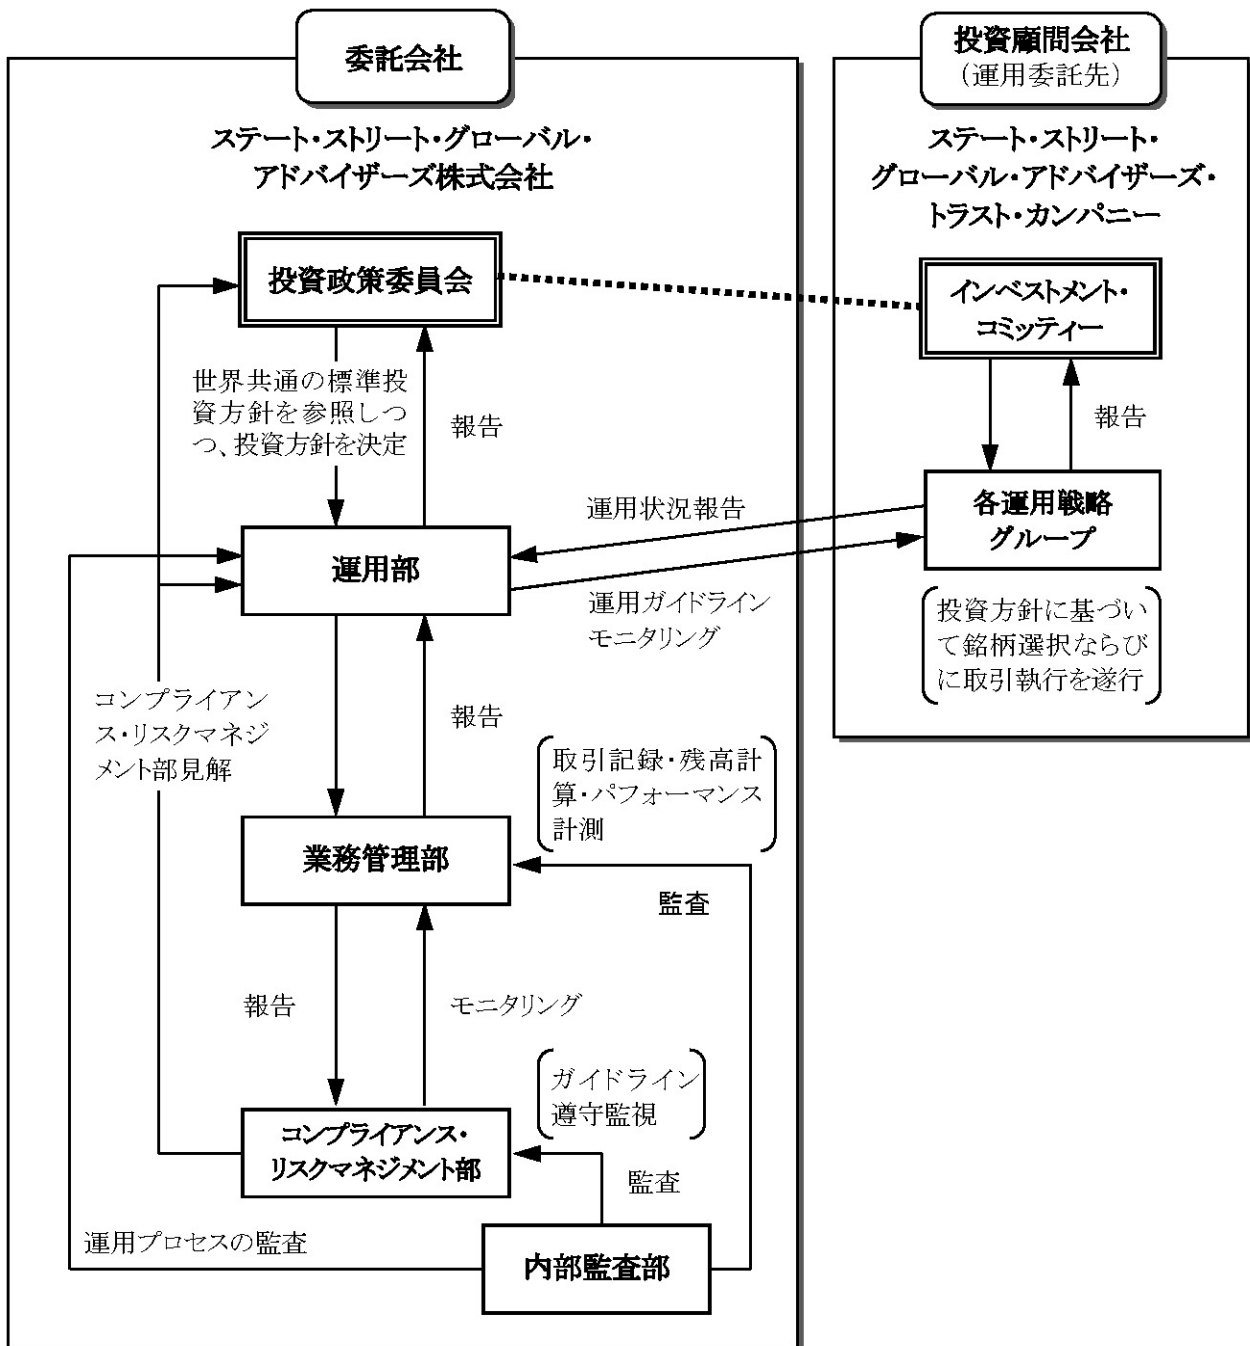 委託会社
ステート・ストリート・グローバル・
アドバイザーズ株式会社
投資政策委員会
世界共通の標準投
資方針を参照しつ
つ、投資方針を決定
報告
運用部
運用状況報告
運用ガイドライン
モニタリング
コンプライアン
ス・リスクマネジ
メント部見解
報告
取引記録・残高計
算・パフォーマンス
計測
業務管理部
監査
報告
モニタリング
ガイドライン
遵守監視
コンプライアンス・
リスクマネジメント部
監査
運用プロセスの監査
内部監査部
投資顧問会社
（運用委託先）
ステート・ストリート・
グローバル・アドバイザーズ・
トラスト・カンパニー
インベストメント・
コミッティー
報告
各運用戦略
グループ
投資方針に基づい
て銘柄選択ならび
に取引執行を遂行